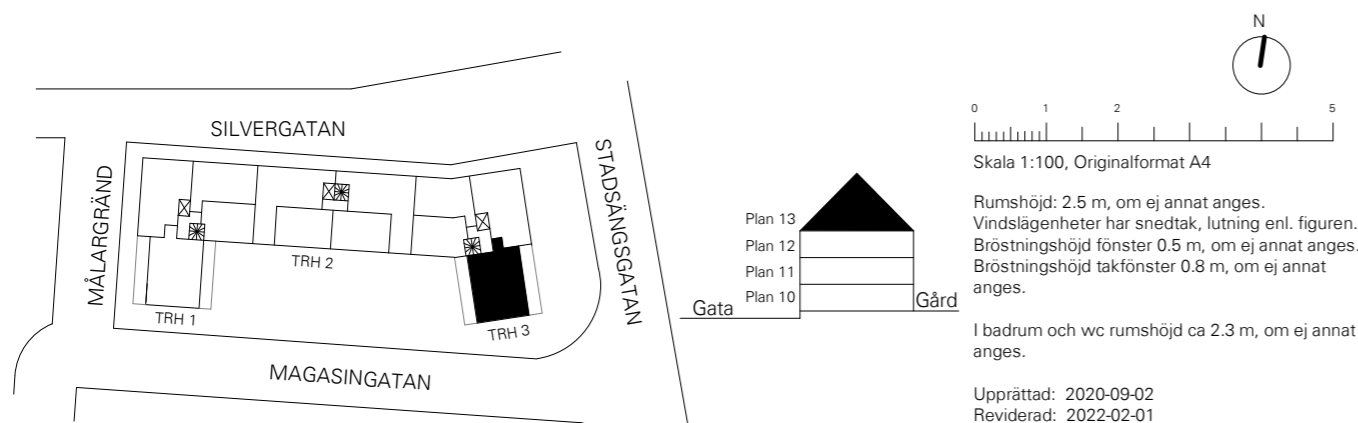 SILVERGATAN
MÅLARGRÄND
STADSÄNGSGATAN
TRH 2
TRH 1
TRH 3
MAGASINGATAN
Plan 13
Plan 12
Plan 11
Plan 10
Gata
Gård
N
0 1 2 5
Skala 1:100, Originalformat A4
Rumshöjd: 2.5 m, om ej annat anges.
Vindslägenheter har snedtak, lutning enl. figuren.
Bröstningshöjd fönster 0.5 m, om ej annat anges.
Bröstningshöjd takfönster 0.8 m, om ej annat
anges.
I badrum och wc rumshöjd ca 2.3 m, om ej annat
anges.
Upprättad: 2020-09-02
Reviderad: 2022-02-01